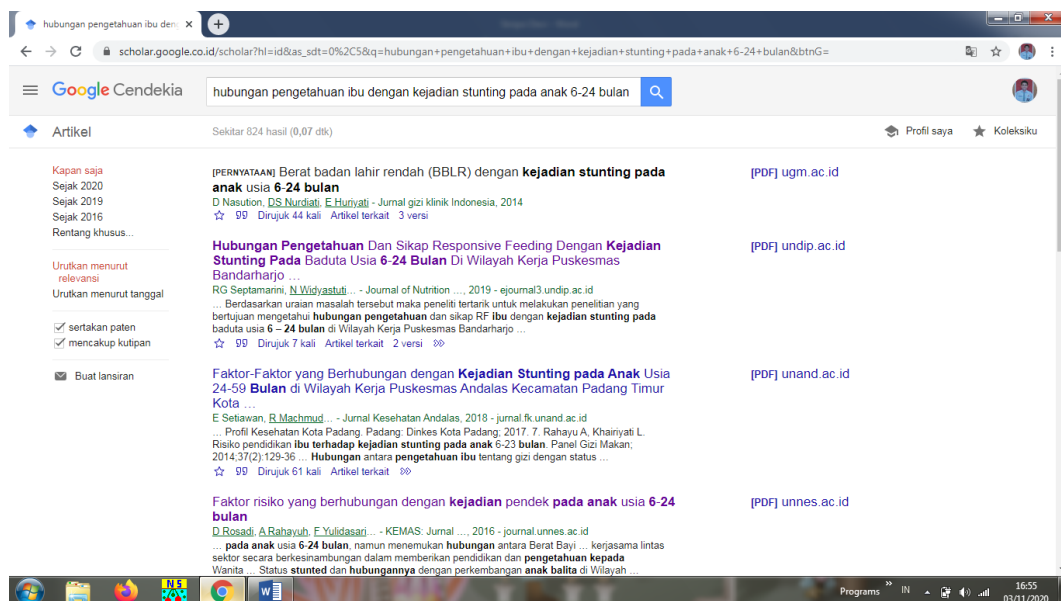 hubungan pengetahuan ibu den
scholar.google.co.id/scholar?hl=id&as_sdt=0%2C5&q=hubungan+pengetahuan+ibu+dengan+kejadian+stunting+pada+anak+6-24+bulan&btnG=
Google Cendekia
hubungan pengetahuan ibu dengan kejadian stunting pada anak 6-24 bulan
Artikel
Sekitar 824 hasil (0,07 dtk)
Profil saya
Koleksiku
Kapan saja
Sejak 2020
Sejak 2019
Sejak 2016
Rentang khusus...
Urutkan menurut
relevansi
Urutkan menurut tanggal
sertakan paten
mencakup kutipan
Buat lansiran
[PERNYATAAN] Berat badan lahir rendah (BBLR) dengan kejadian stunting pada
anak usia 6-24 bulan
D Nasution, DS Nurdiati, E Huriyati - Jurnal gizi klinik Indonesia, 2014
Dirujuk 44 kali Artikel terkait 3 versi
[PDF] ugm.ac.id
Hubungan Pengetahuan Dan Sikap Responsive Feeding Dengan Kejadian
Stunting Pada Baduta Usia 6-24 Bulan Di Wilayah Kerja Puskesmas
Bandarharjo ...
RG Septamarini, N Widyastuti... - Journal of Nutrition ..., 2019 - ejournal3.undip.ac.id
... Berdasarkan uraian masalah tersebut maka peneliti tertarik untuk melakukan penelitian yang
bertujuan mengetahui hubungan pengetahuan dan sikap RF ibu dengan kejadian stunting pada
baduta usia 6 – 24 bulan di Wilayah Kerja Puskesmas Bandarharjo ...
Dirujuk 7 kali Artikel terkait 2 versi
[PDF] undip.ac.id
Faktor-Faktor yang Berhubungan dengan Kejadian Stunting pada Anak Usia
24-59 Bulan di Wilayah Kerja Puskesmas Andalas Kecamatan Padang Timur
Kota ...
E Setiawan, R Machmud... - Jurnal Kesehatan Andalas, 2018 - jurnal.fk.unand.ac.id
... Profil Kesehatan Kota Padang. Padang: Dinkes Kota Padang; 2017. 7. Rahayu A, Khairiyati L.
Risiko pendidikan ibu terhadap kejadian stunting pada anak 6-23 bulan. Panel Gizi Makan;
2014;37(2):129-36 ... Hubungan antara pengetahuan ibu tentang gizi dengan status ...
Dirujuk 61 kali Artikel terkait
[PDF] unand.ac.id
Faktor risiko yang berhubungan dengan kejadian pendek pada anak usia 6-24
bulan
D Rosadi, A Rahayuh, F Yulidasari... - KEMAS: Jurnal ..., 2016 - journal.unnes.ac.id
... pada anak usia 6-24 bulan, namun menemukan hubungan antara Berat Bayi ... kerjasama lintas
sektor secara berkesinambungan dalam memberikan pendidikan dan pengetahuan kepada
Wanita ... Status stunted dan hubungannya dengan perkembangan anak balita di Wilayah ...
[PDF] unnes.ac.id
Programs
IN
16:55
03/11/2020